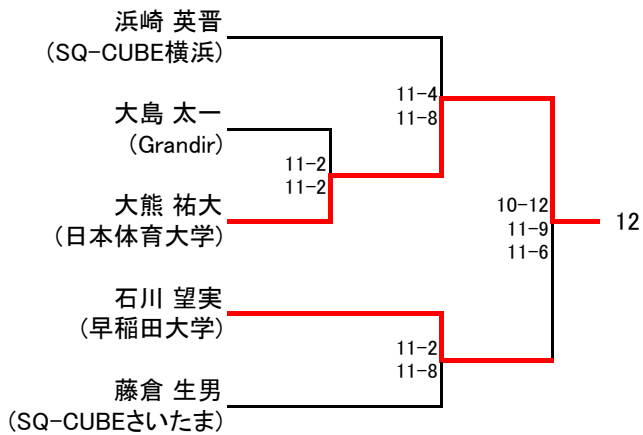 浜崎 英晋
(SQ-CUBE横浜)
大島 太一
(Grandir)
大熊 祐大
(日本体育大学)
石川 望実
(早稲田大学)
藤倉 生男
(SQ-CUBEさいたま)
11-2
11-2
11-4
11-8
11-2
11-8
10-12
11-9
11-6
12